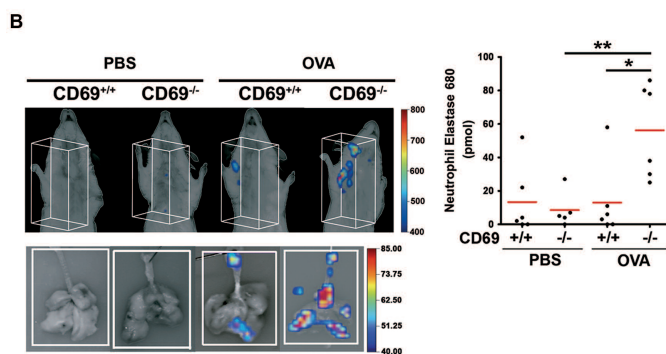 B
PBS
OVA
CD69+/+
CD69-/-
CD69+/+
CD69-/-
800
700
600
500
400
85.00
73.75
62.50
51.25
40.00
Neutrophil Elastase 680
(pmol)
100
80
60
40
20
0
**
*
CD69
+/+
-/-
+/+
-/-
PBS
OVA